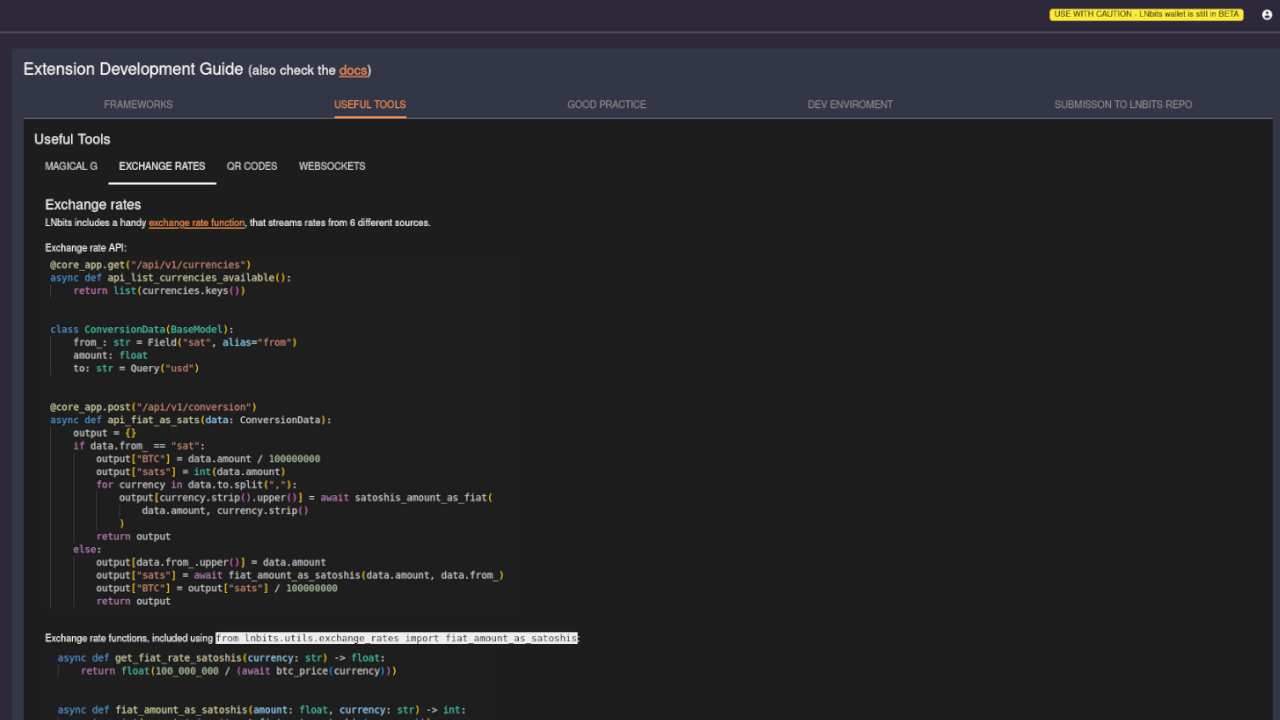 USE WITH CAUTION - LNbits wallet is still in BETA
Extension Development Guide (also check the docs)
FRAMEWORKS USEFUL TOOLS GOOD PRACTICE DEV ENVIROMENT SUBMISSON TO LNBITS REPO
Useful Tools
MAGICAL G EXCHANGE RATES QR CODES WEBSOCKETS
Exchange rates
LNbits includes a handy exchange rate function, that streams rates from 6 different sources.
Exchange rate API:
@core_app.get("/api/v1/currencies")
async def api_list_currencies_available():
    return list(currencies.keys())
class ConversionData(BaseModel):
    from_: str = Field("sat", alias="from")
    amount: float
    to: str = Query("usd")
@core_app.post("/api/v1/conversion")
async def api_fiat_as_sats(data: ConversionData):
    output = {}
    if data.from_ == "sat":
        output["BTC"] = data.amount / 100000000
        output["sats"] = int(data.amount)
        for currency in data.to.split(","):
            output[currency.strip().upper()] = await satoshis_amount_as_fiat(
                data.amount, currency.strip()
            )
        return output
    else:
        output[data.from_.upper()] = data.amount
        output["sats"] = await fiat_amount_as_satoshis(data.amount, data.from_)
        output["BTC"] = output["sats"] / 100000000
        return output
Exchange rate functions, included using from lnbits.utils.exchange_rates import fiat_amount_as_satoshis:
async def get_fiat_rate_satoshis(currency: str) -> float:
    return float(100_000_000 / (await btc_price(currency)))
async def fiat_amount_as_satoshis(amount: float, currency: str) -> int: